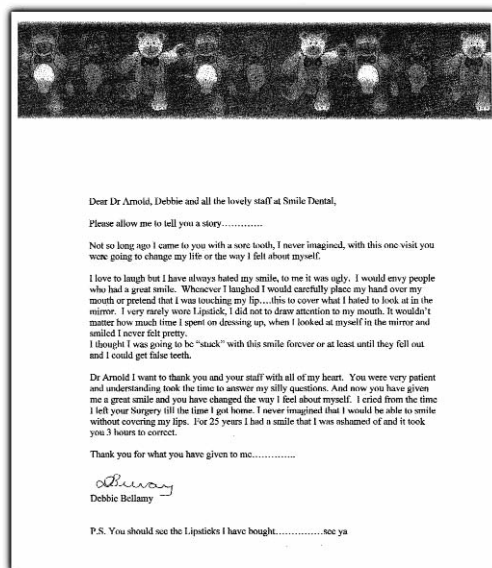 Dear Dr Arnold, Debbie and all the lovely staff at Smile Dental,
Please allow me to tell you a story.............
Not so long ago I came to you with a sore tooth, I never imagined, with this one visit you
were going to change my life or the way I felt about myself.
I love to laugh but I have always hated my smile, to me it was ugly. I would envy people
who had a great smile. Whenever I laughed I would carefully place my hand over my
mouth or pretend that I was touching my lip....this to cover what I hated to look at in the
mirror. I very rarely wore Lipstick, I did not to draw attention to my mouth. It wouldn't
matter how much time I spent on dressing up, when I looked at myself in the mirror and
smiled I never felt pretty.
I thought I was going to be "stuck" with this smile forever or at least until they fell out
and I could get false teeth.
Dr Arnold I want to thank you and your staff with all of my heart. You were very patient
and understanding took the time to answer my silly questions. And now you have given
me a great smile and you have changed the way I feel about myself. I cried from the time
I left your Surgery till the time I got home. I never imagined that I would be able to smile
without covering my lips. For 25 years I had a smile that I was ashamed of and it took
you 3 hours to correct.
Thank you for what you have given to me.............
Debbie Bellamy
P.S. You should see the Lipsticks I have bought...............see ya